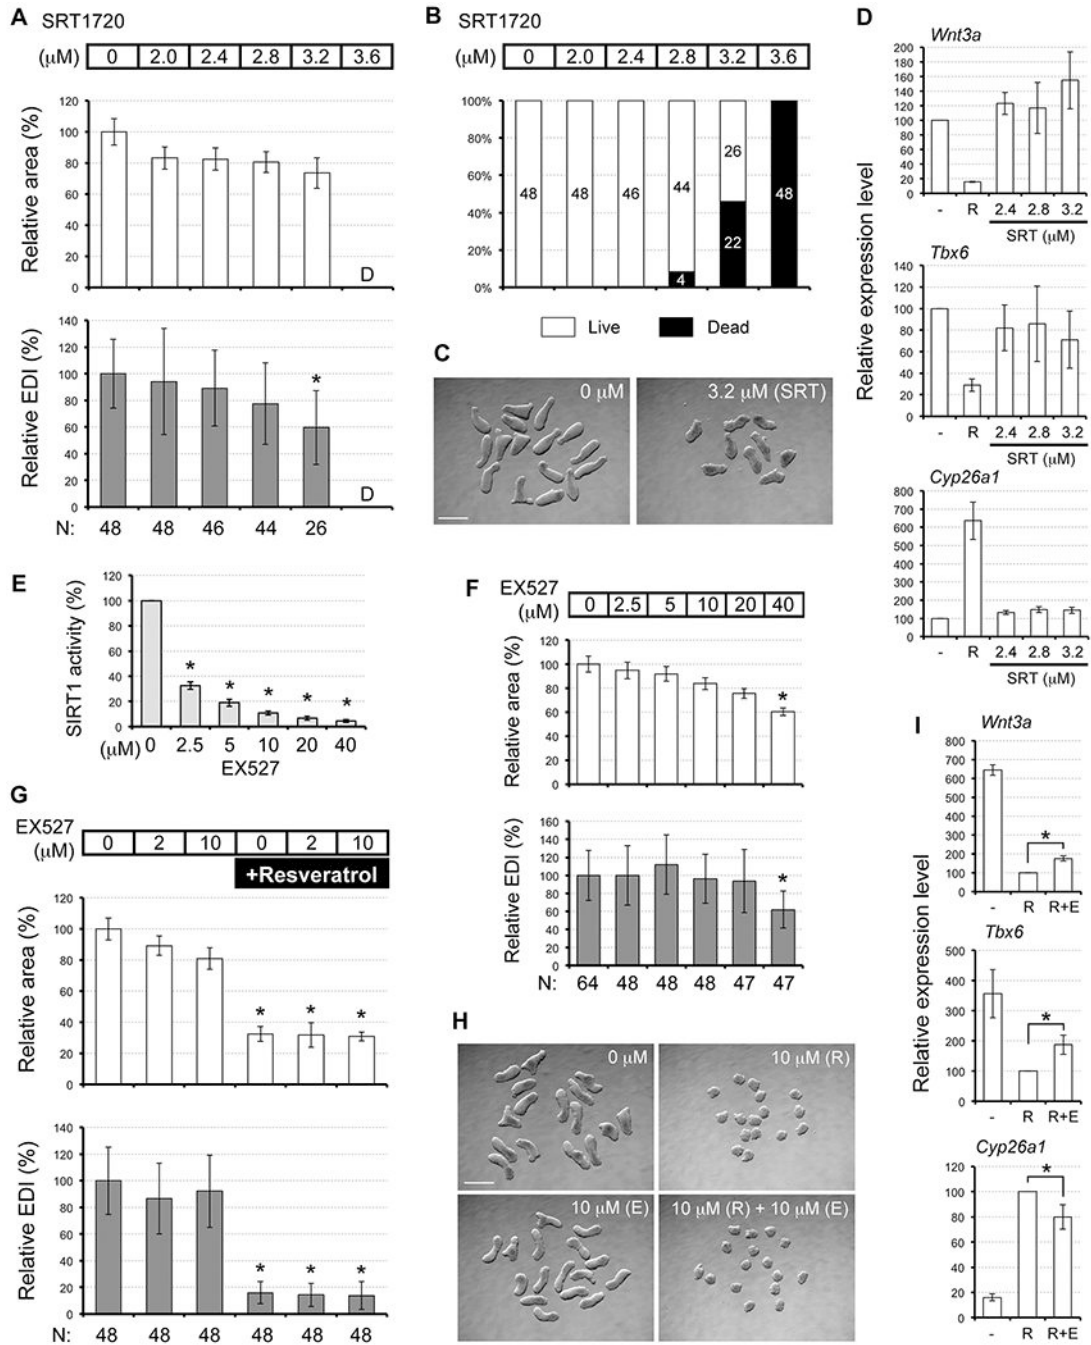 A SRT1720
(µM) 0 2.0 2.4 2.8 3.2 3.6
Relative area (%)
120
100
80
60
40
20
0
D
Relative EDI (%)
140
120
100
80
60
40
20
0
*
D
N: 48 48 46 44 26
B SRT1720
(µM) 0 2.0 2.4 2.8 3.2 3.6
100%
80%
60%
40%
20%
0%
48 48 46 44 4 26 22 48
Live Dead
C
0 µM
3.2 µM (SRT)
D
Relative expression level
Wnt3a
200
180
160
140
120
100
80
60
40
20
0
- R 2.4 2.8 3.2
SRT (µM)
Tbx6
140
120
100
80
60
40
20
0
- R 2.4 2.8 3.2
SRT (µM)
Cyp26a1
800
700
600
500
400
300
200
100
0
- R 2.4 2.8 3.2
SRT (µM)
E
SIRT1 activity (%)
120
100
80
60
40
20
0
* * * * *
(µM) 0 2.5 5 10 20 40
EX527
F EX527
(µM) 0 2.5 5 10 20 40
Relative area (%)
120
100
80
60
40
20
0
*
Relative EDI (%)
160
140
120
100
80
60
40
20
0
*
N: 64 48 48 48 47 47
G
EX527
(µM) 0 2 10 0 2 10
+Resveratrol
Relative area (%)
120
100
80
60
40
20
0
* * *
Relative EDI (%)
140
120
100
80
60
40
20
0
* * *
N: 48 48 48 48 48 48
H
0 µM
10 µM (R)
10 µM (E)
10 µM (R) + 10 µM (E)
I
Relative expression level
Wnt3a
800
700
600
500
400
300
200
100
0
*
- R R+E
Tbx6
500
400
300
200
100
0
*
- R R+E
Cyp26a1
120
100
80
60
40
20
0
*
- R R+E